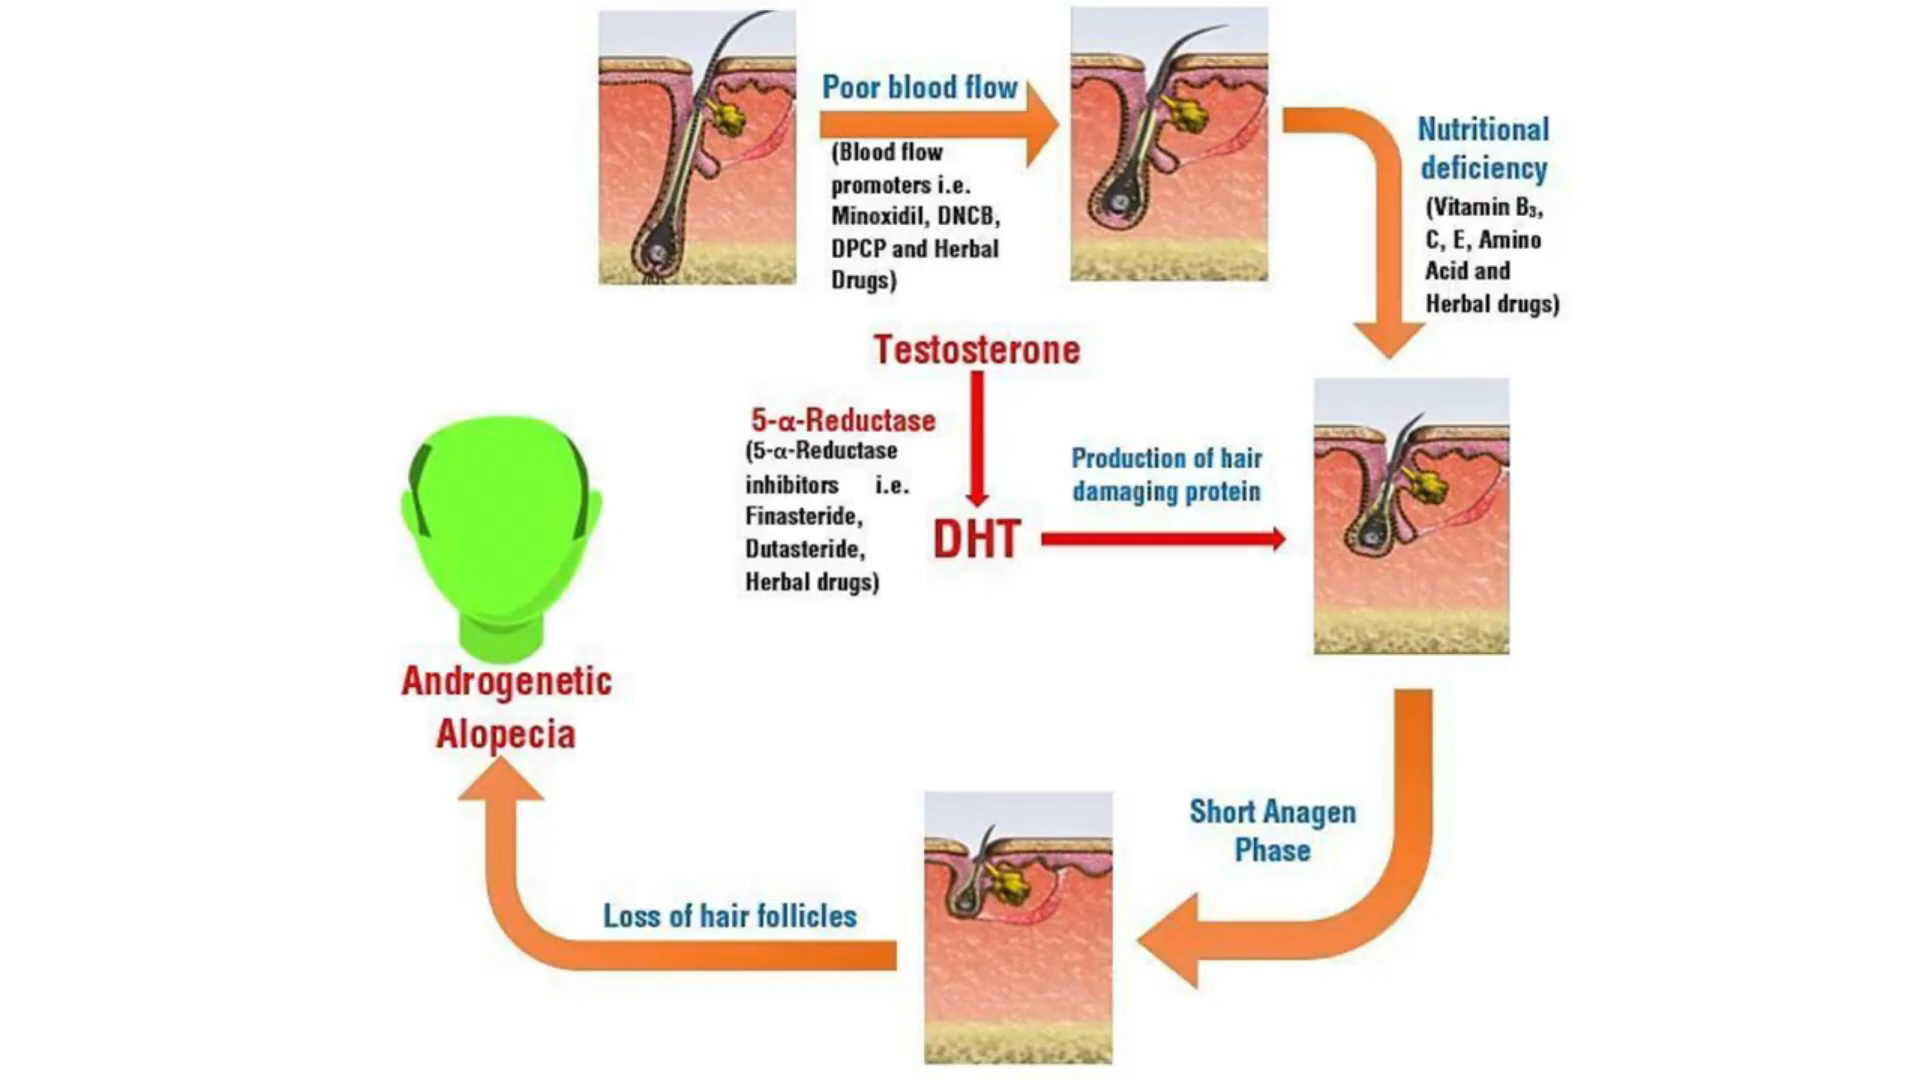 Poor blood flow
(Blood flow
promoters i.e.
Minoxidil, DNCB,
DPCP and Herbal
Drugs)
Nutritional
deficiency
(Vitamin B₃,
C, E, Amino
Acid and
Herbal drugs)
Testosterone
5-α-Reductase
(5-α-Reductase
inhibitors i.e.
Finasteride,
Dutasteride,
Herbal drugs)
DHT
Production of hair
damaging protein
Short Anagen
Phase
Loss of hair follicles
Androgenetic
Alopecia